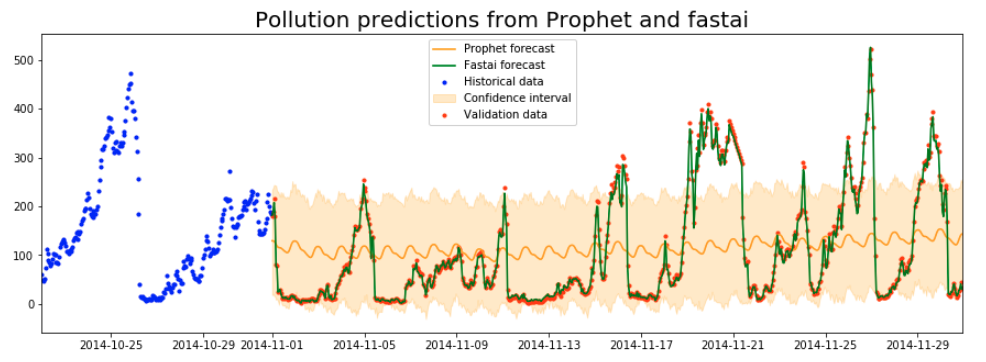 Pollution predictions from Prophet and fastai
Prophet forecast
Fastai forecast
Historical data
Confidence interval
Validation data
500
400
300
200
100
0
2014-10-25 2014-10-29 2014-11-01 2014-11-05 2014-11-09 2014-11-13 2014-11-17 2014-11-21 2014-11-25 2014-11-29